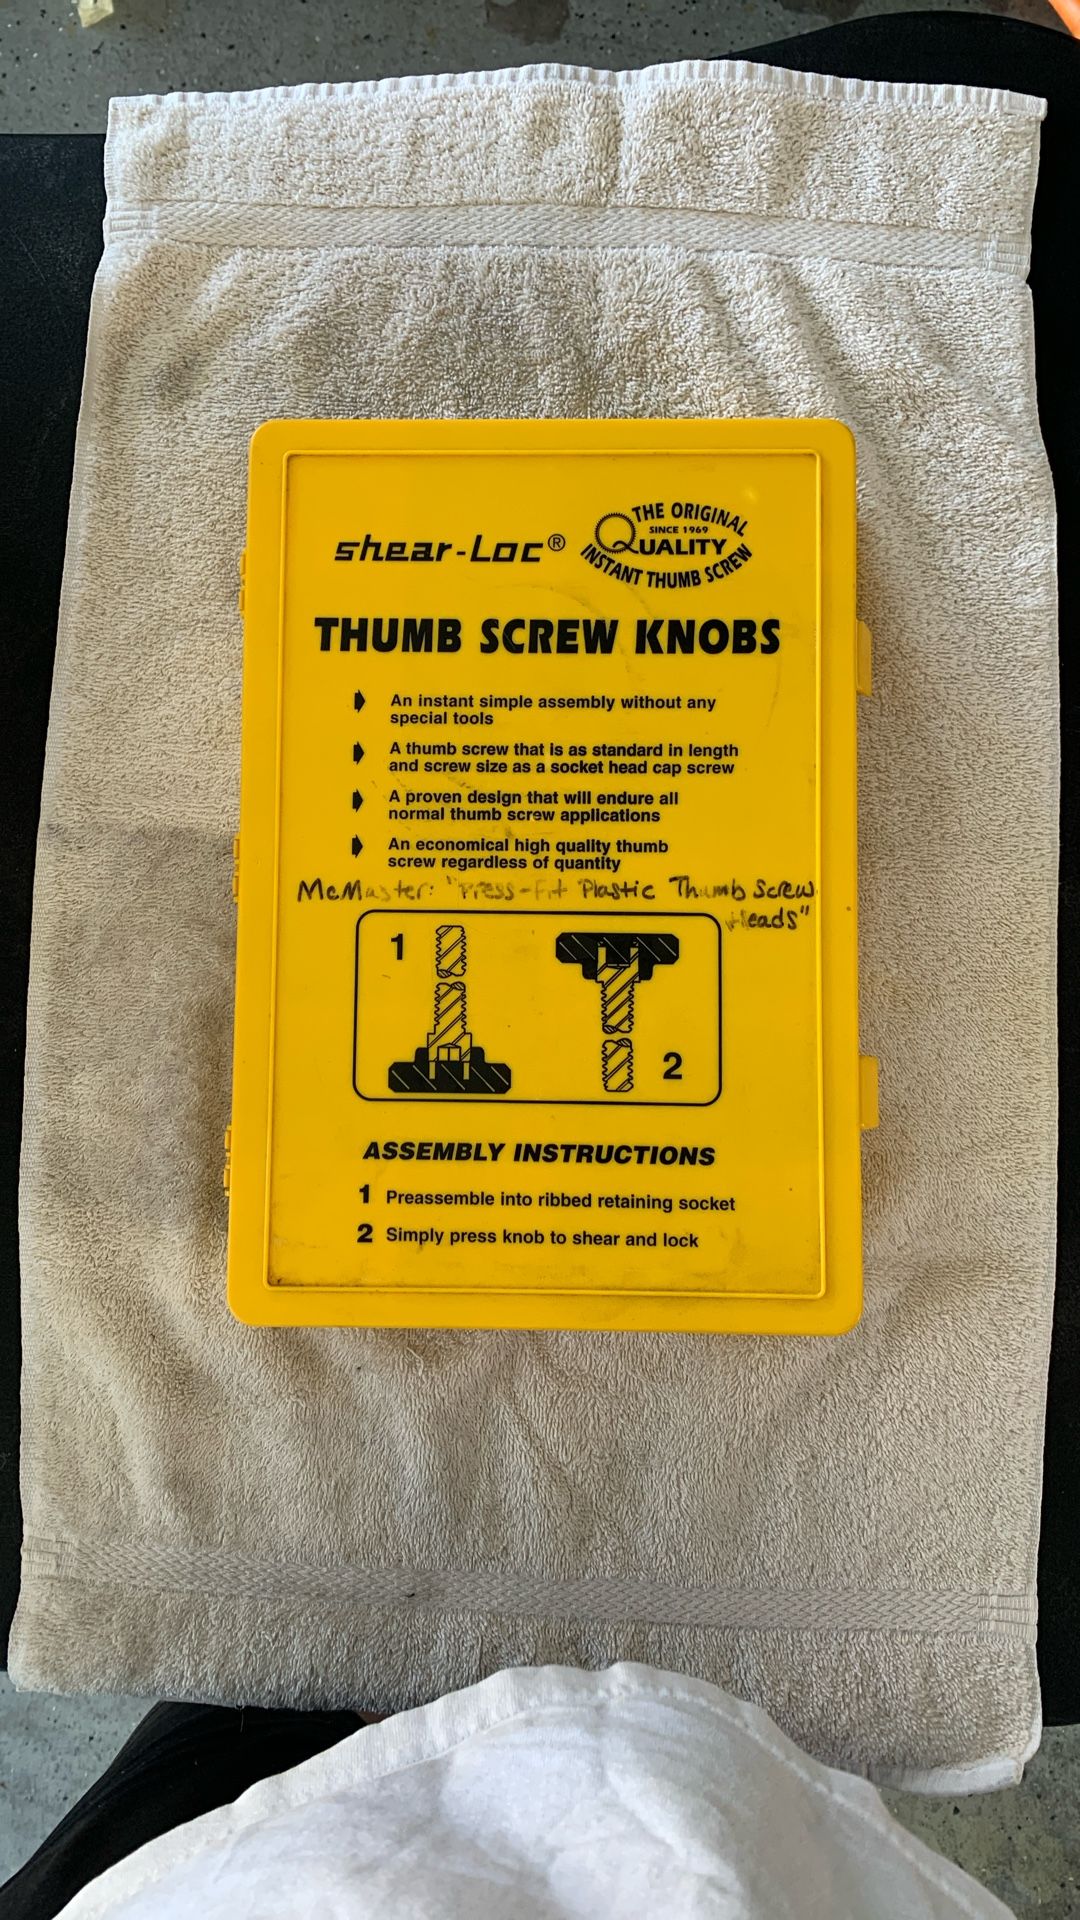 shear-Loc®
THE ORIGINAL
SINCE 1969
QUALITY
INSTANT THUMB SCREW
THUMB SCREW KNOBS
An instant simple assembly without any
special tools
A thumb screw that is as standard in length
and screw size as a socket head cap screw
A proven design that will endure all
normal thumb screw applications
An economical high quality thumb
screw regardless of quantity
McMaster: "Press-Fit Plastic Thumb Screw
Heads"
1
2
ASSEMBLY INSTRUCTIONS
1 Preassemble into ribbed retaining socket
2 Simply press knob to shear and lock